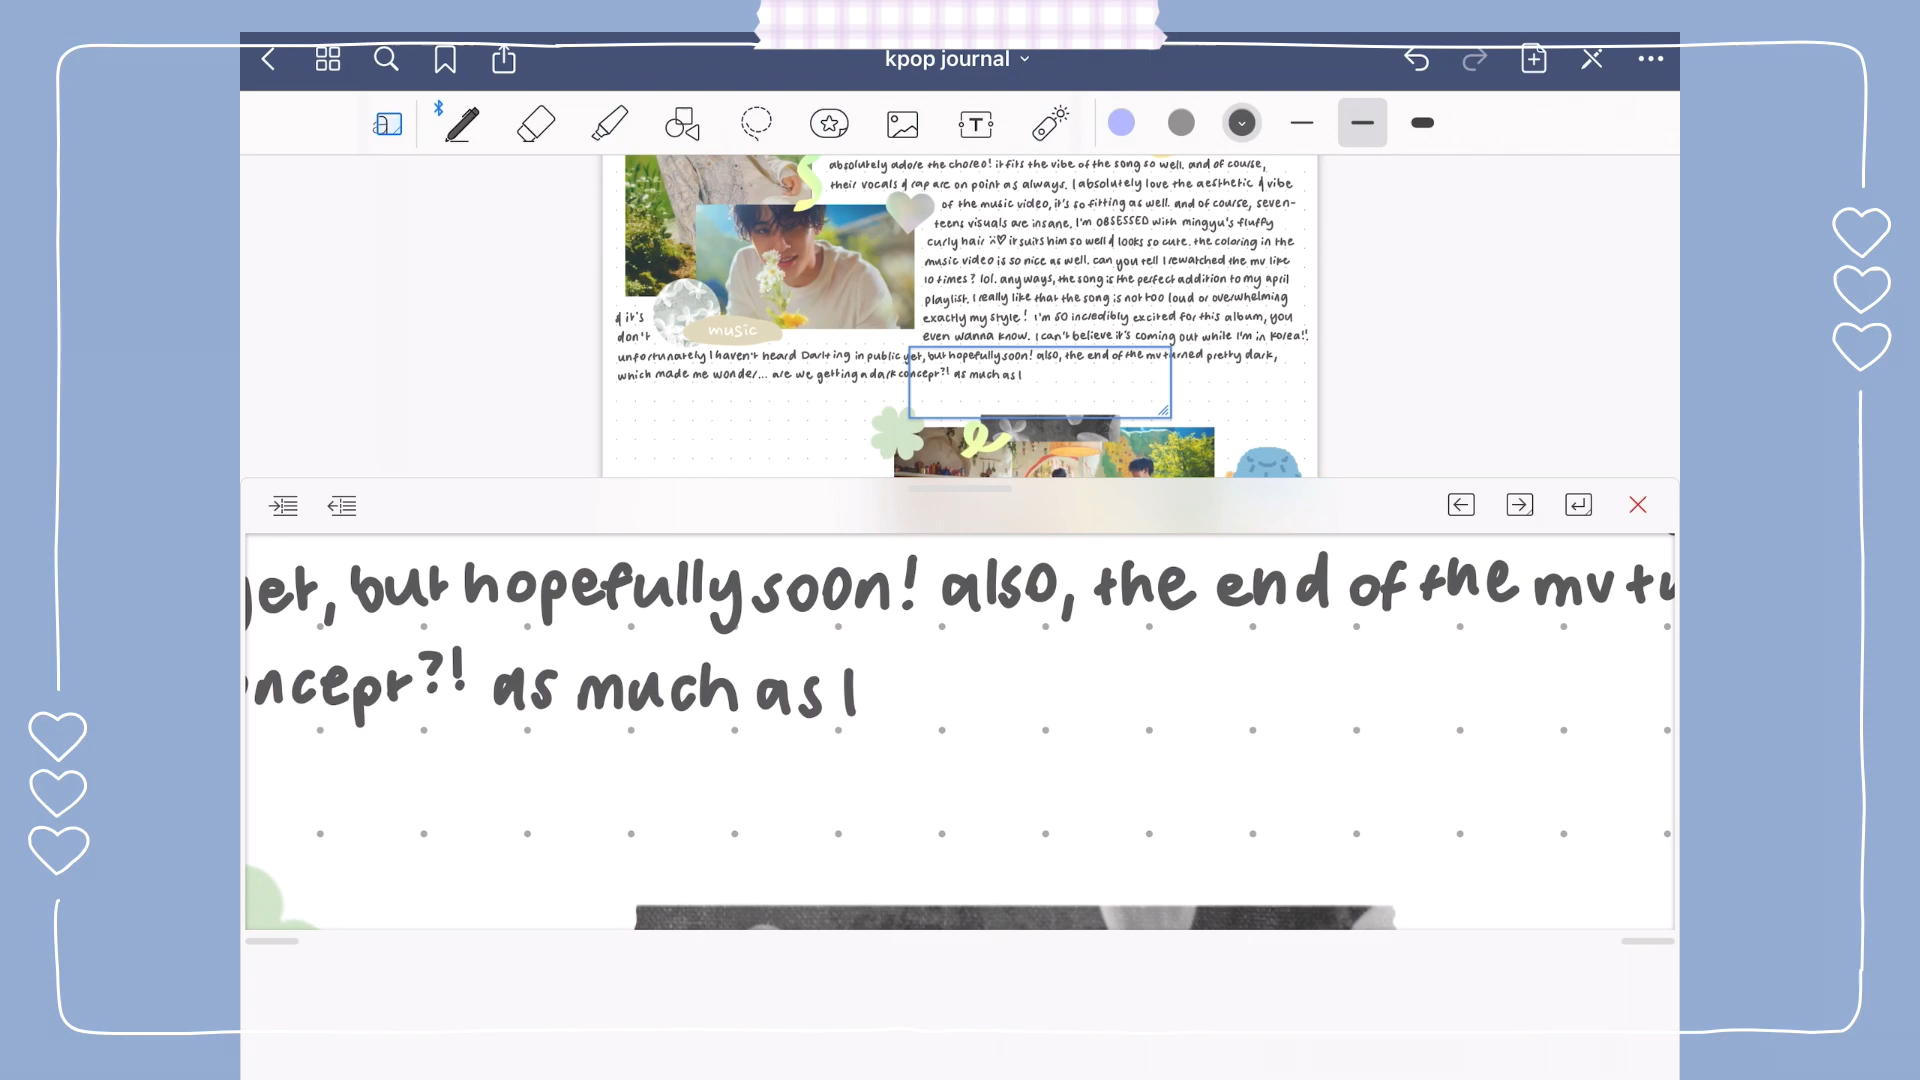 kpop journal
absolutely adore the choreo! it fits the vibe of the song so well. and of course,
their vocals & rap are on point as always. I absolutely love the aesthetic & vibe
of the music video, it's so fitting as well. and of course, seven-
teens visuals are insane. I'm OBSESSED with mingyu's fluffy
curly hair it suits him so well & looks so cute. the coloring in the
music video is so nice as well. can you tell I rewatched the mv like
10 times? lol. anyways, the song is the perfect addition to my april
playlist. I really like that the song is not too loud or overwhelming
& it's exactly my style! I'm so incredibly excited for this album, you
music
don't even wanna know. I can't believe it's coming out while I'm in Korea!!
unfortunately I haven't heard Darl+ing in public yet, but hopefully soon! also, the end of the mv turned pretty dark,
which made me wonder... are we getting a dark concept?! as much as I
yet, but hopefully soon! also, the end of the mv tu
oncept?! as much as I